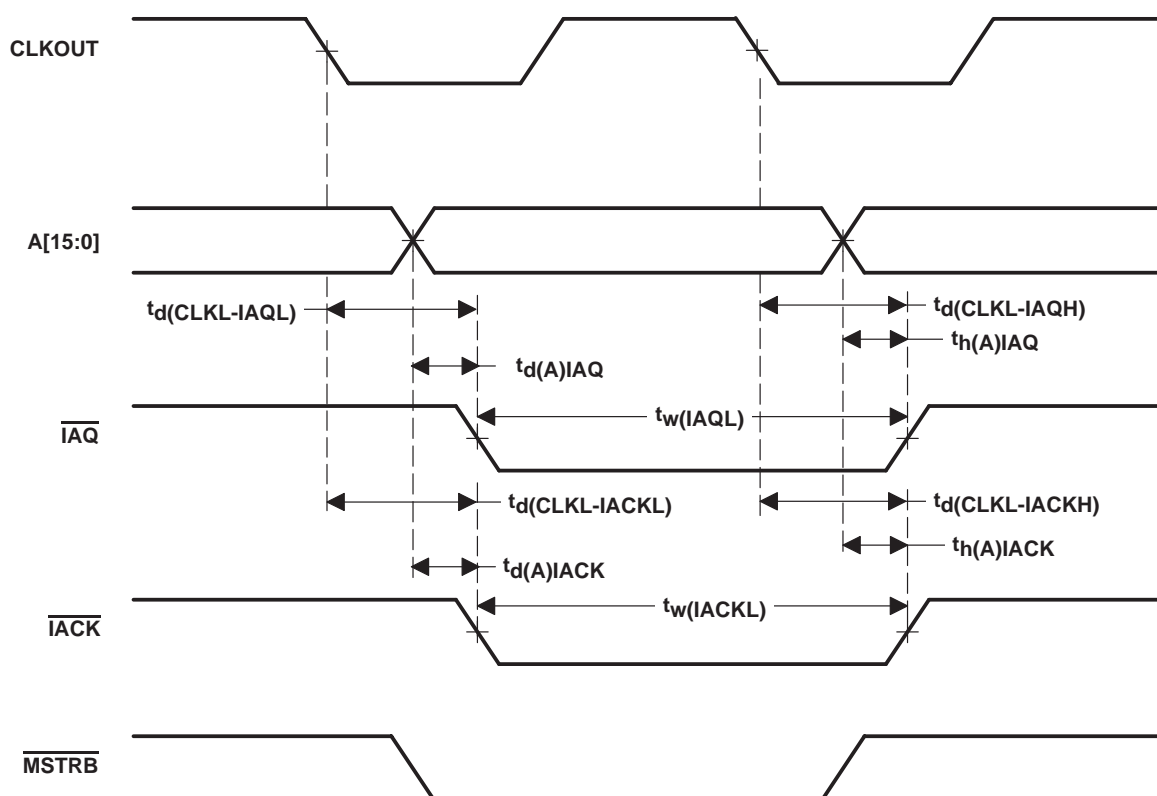 CLKOUT
A[15:0]
td(CLKL-IAQL)
td(CLKL-IAQH)
th(A)IAQ
td(A)IAQ
tw(IAQL)
IAQ
td(CLKL-IACKL)
td(CLKL-IACKH)
th(A)IACK
td(A)IACK
tw(IACKL)
IACK
MSTRB